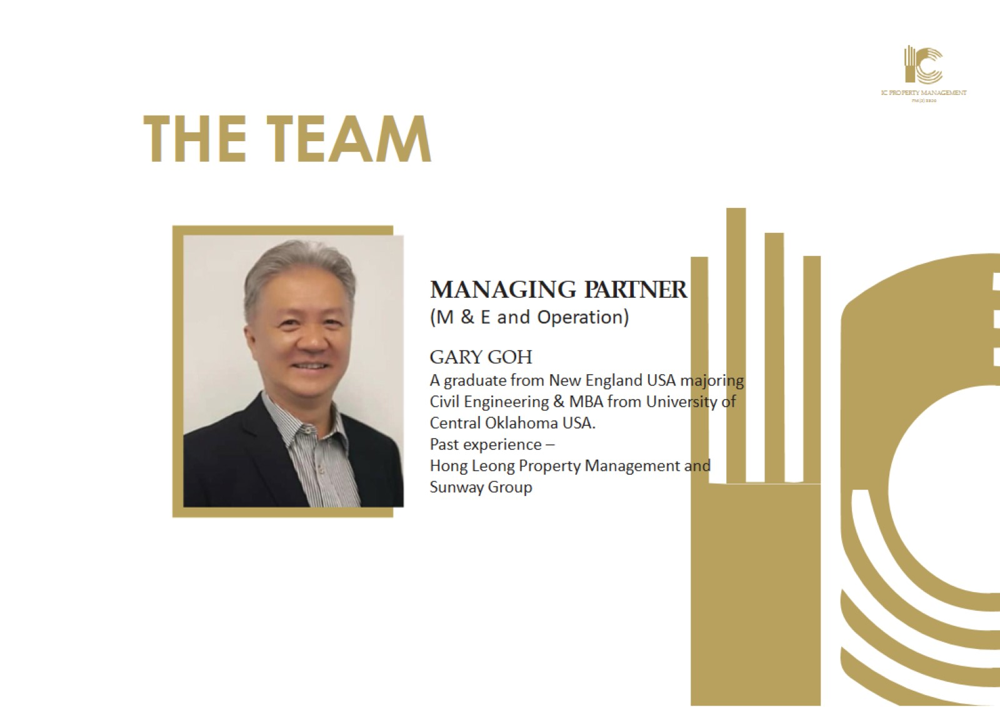 IC PROPERTY MANAGEMENT
THE TEAM
MANAGING PARTNER
(M & E and Operation)
GARY GOH
A graduate from New England USA majoring
Civil Engineering & MBA from University of
Central Oklahoma USA.
Past experience –
Hong Leong Property Management and
Sunway Group